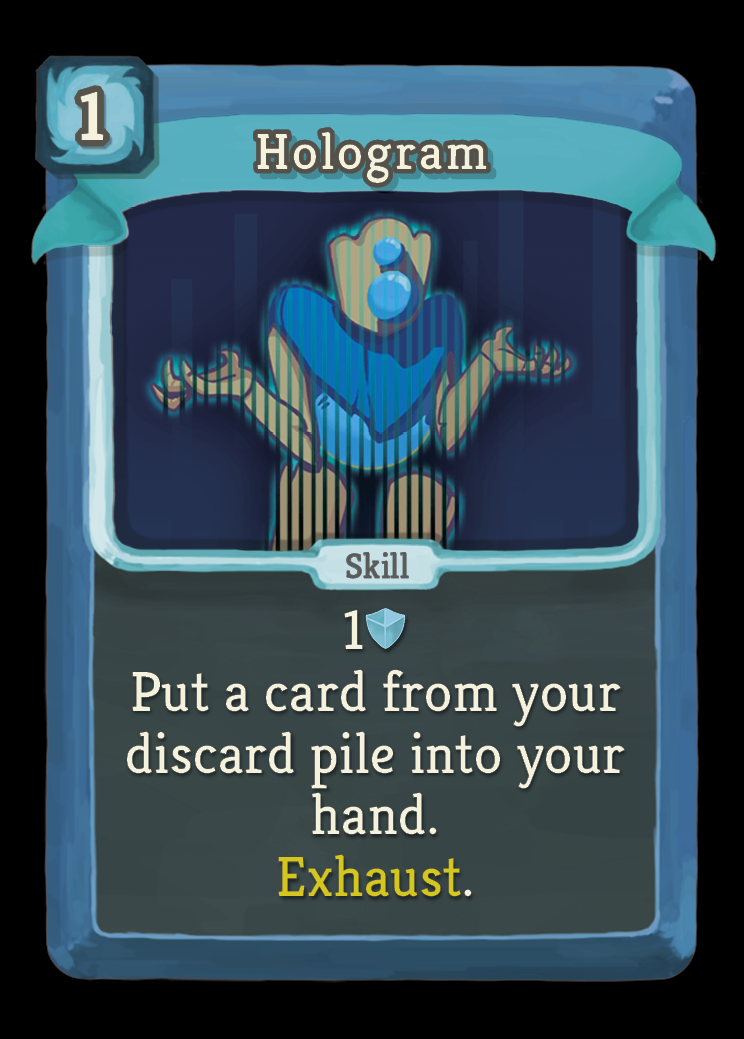 1
Hologram
Skill
1
Put a card from your
discard pile into your
hand.
Exhaust.